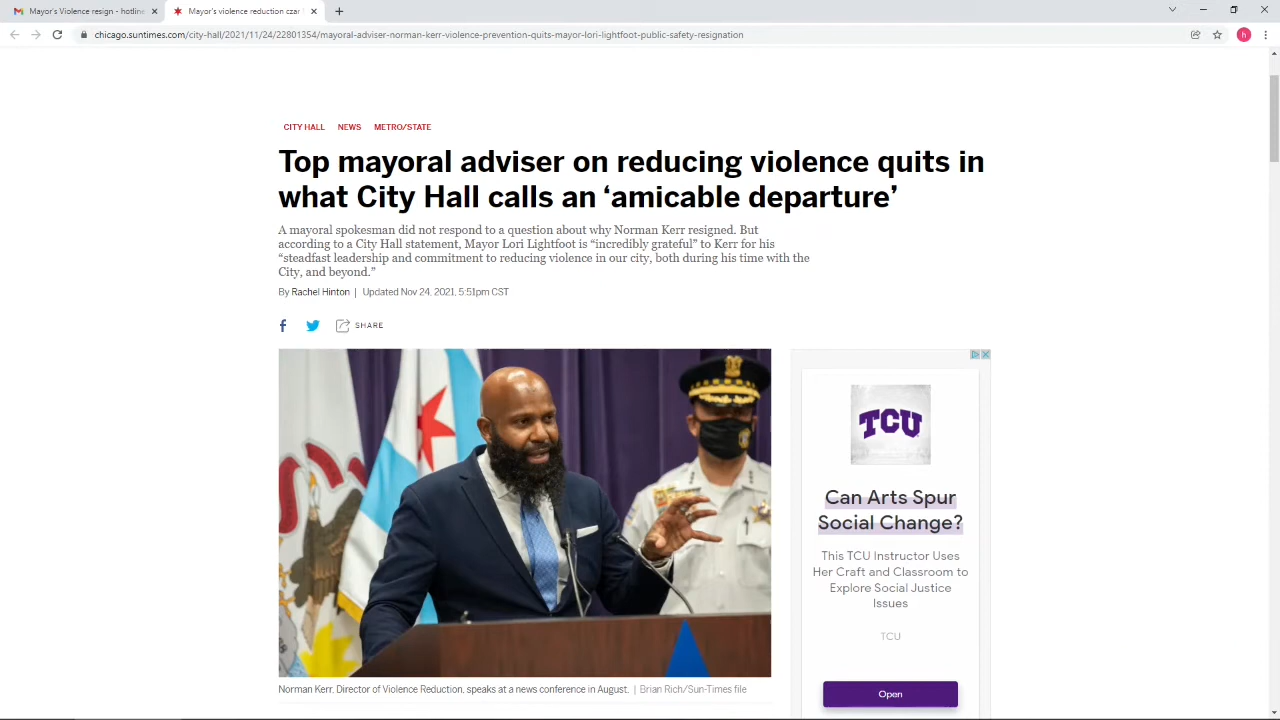 Mayor's Violence resign - hotline
Mayor's violence reduction czar
chicago.suntimes.com/city-hall/2021/11/24/22801354/mayoral-adviser-norman-kerr-violence-prevention-quits-mayor-lori-lightfoot-public-safety-resignation
h
CITY HALL NEWS METRO/STATE
Top mayoral adviser on reducing violence quits in
what City Hall calls an ‘amicable departure’
A mayoral spokesman did not respond to a question about why Norman Kerr resigned. But
according to a City Hall statement, Mayor Lori Lightfoot is “incredibly grateful” to Kerr for his
“steadfast leadership and commitment to reducing violence in our city, both during his time with the
City, and beyond.”
By Rachel Hinton | Updated Nov 24, 2021, 5:51pm CST
SHARE
TCU
Can Arts Spur
Social Change?
This TCU Instructor Uses
Her Craft and Classroom to
Explore Social Justice
Issues
TCU
Open
Norman Kerr, Director of Violence Reduction, speaks at a news conference in August. | Brian Rich/Sun-Times file